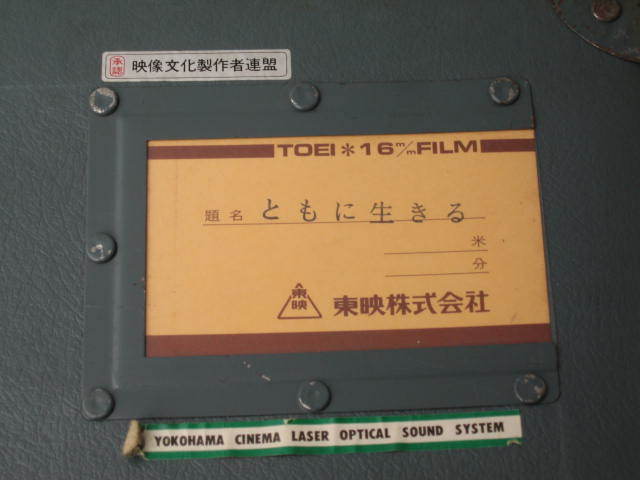 承認 映像文化製作者連盟
TOEI*16m/mFILM
題名 ともに生きる
米
分
東映 東映株式会社
YOKOHAMA CINEMA LASER OPTICAL SOUND SYSTEM